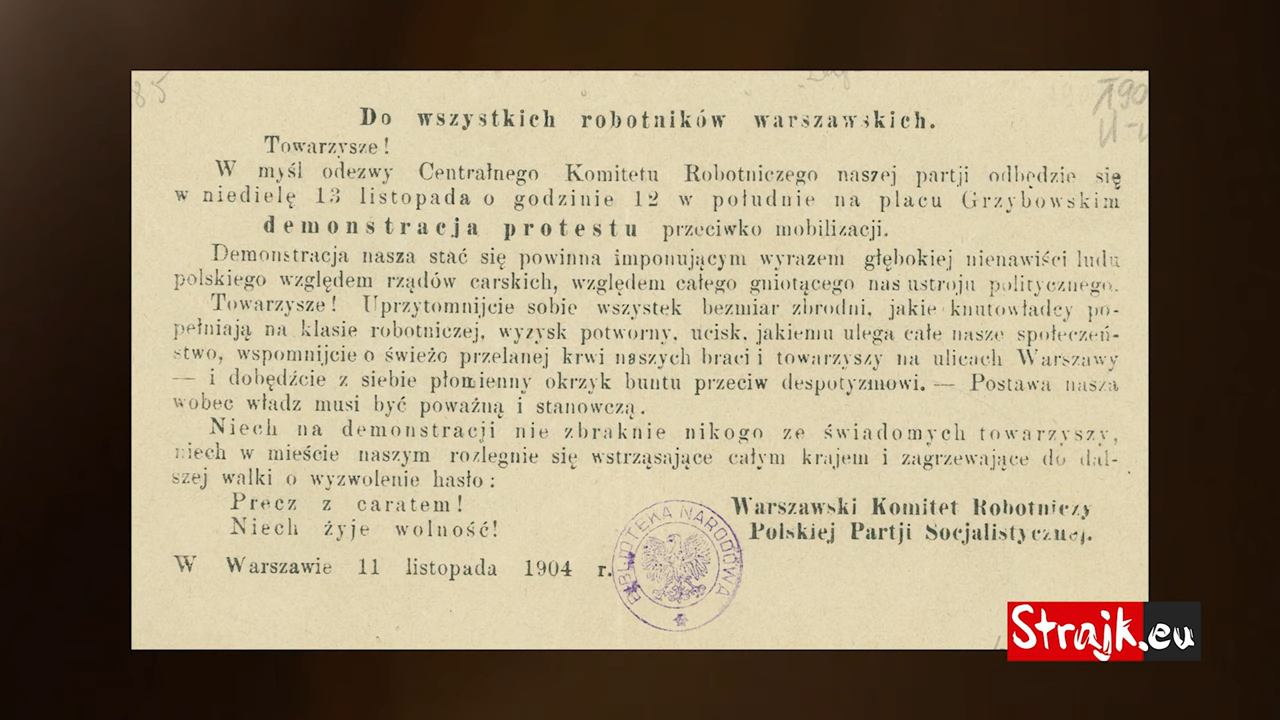 85
Do wszystkich robotników warszawskich.
Towarzysze!
W myśl odezwy Centralnego Komitetu Robotniczego naszej partji odbędzie się
w niedielę 13 listopada o godzinie 12 w południe na placu Grzybowskim
demonstracja protestu przeciwko mobilizacji.
Demonstracja nasza stać się powinna imponującym wyrazem głębokiej nienawiści ludu
polskiego względem rządów carskich, względem całego gniotącego nas ustroju politycznego.
Towarzysze! Uprzytomnijcie sobie wszystek bezmiar zbrodni, jakie knutowładcy po-
pełniają na klasie robotniczej, wyzysk potworny, ucisk, jakiemu ulega całe nasze społeczeń-
stwo, wspomnijcie o świeżo przelanej krwi naszych braci i towarzyszy na ulicach Warszawy
— i dobędźcie z siebie płomienny okrzyk buntu przeciw despotyzmowi. — Postawa nasza
wobec władz musi być poważną i stanowczą.
Niech na demonstracji nie zbraknie nikogo ze świadomych towarzyszy,
niech w mieście naszym rozlegnie się wstrząsające całym krajem i zagrzewające do dal-
szej walki o wyzwolenie hasło:
Precz z caratem!
Niech żyje wolność!
Warszawski Komitet Robotniczy
Polskiej Partji Socjalistycznej.
W Warszawie 11 listopada 1904 r.
BIBLIOTEKA NARODOWA
Strajk.eu